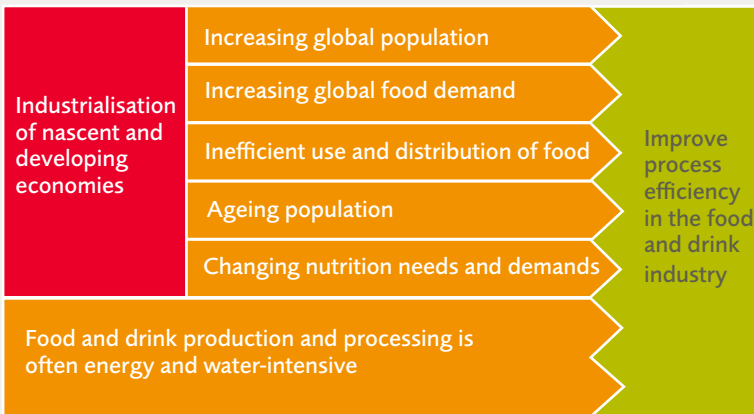 Industrialisation
of nascent and
developing
economies
Increasing global population
Increasing global food demand
Inefficient use and distribution of food
Ageing population
Changing nutrition needs and demands
Food and drink production and processing is
often energy and water-intensive
Improve
process
efficiency
in the food
and drink
industry